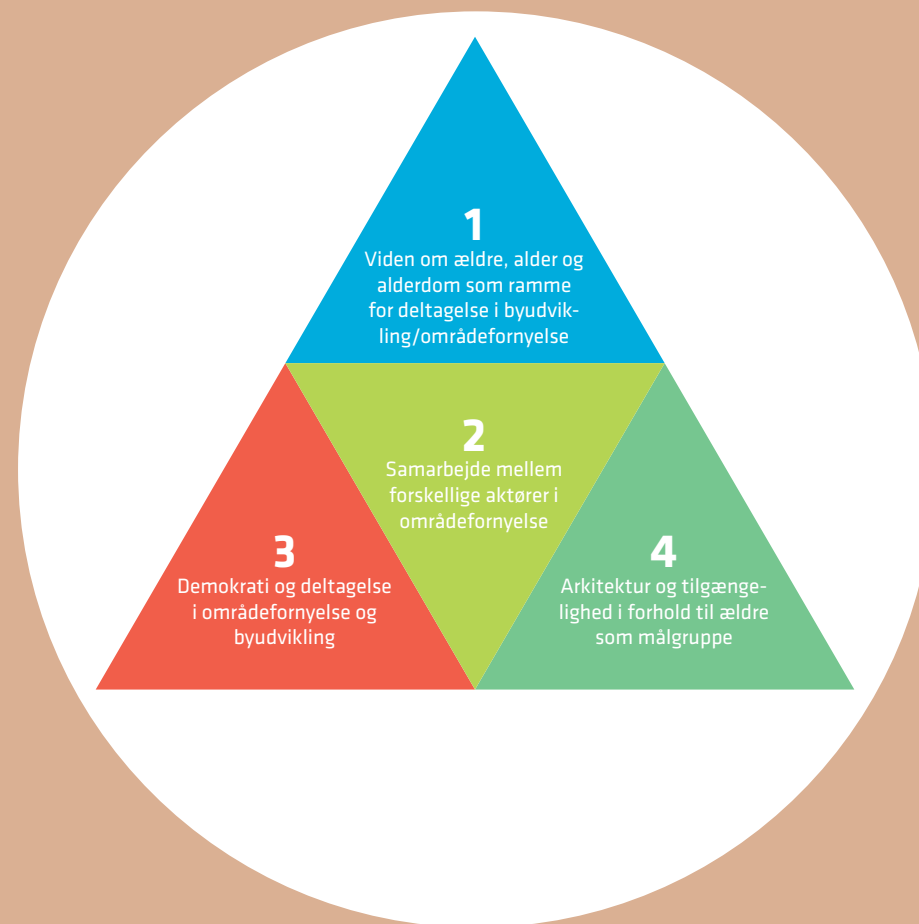 1
Viden om ældre, alder og
alderdom som ramme
for deltagelse i byudvik-
ling/områdefornyelse
2
Samarbejde mellem
forskellige aktører i
områdefornyelse
3
Demokrati og deltagelse
i områdefornyelse og
byudvikling
4
Arkitektur og tilgænge-
lighed i forhold til ældre
som målgruppe